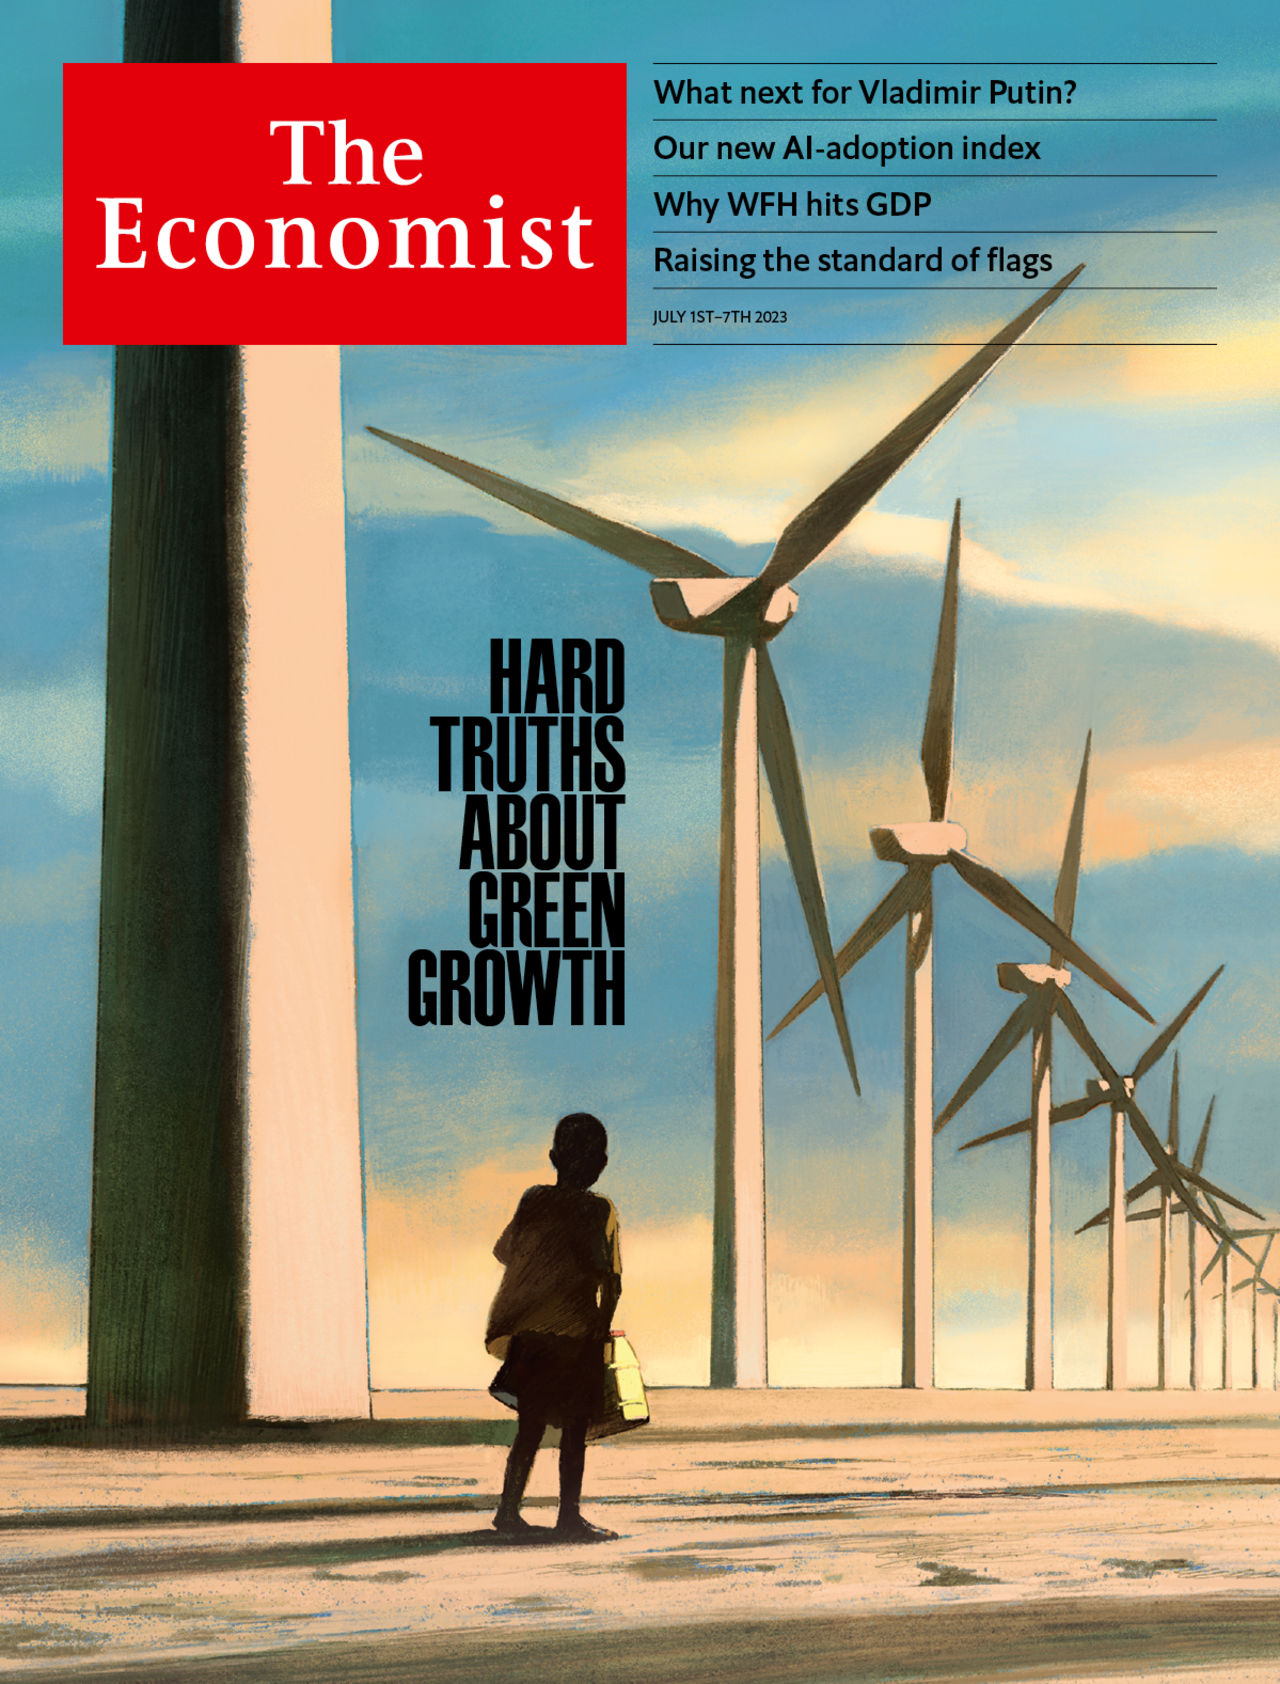 The
Economist
What next for Vladimir Putin?
Our new AI-adoption index
Why WFH hits GDP
Raising the standard of flags
JULY 1ST–7TH 2023
HARD
TRUTHS
ABOUT
GREEN
GROWTH